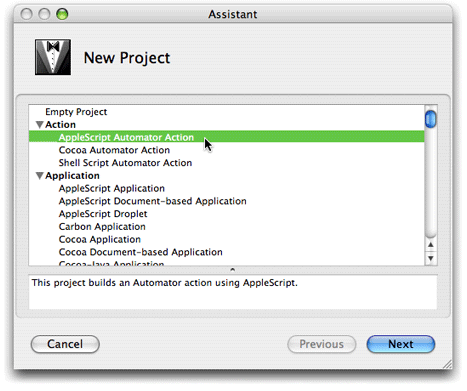 Assistant
New Project
Empty Project
Action
AppleScript Automator Action
Cocoa Automator Action
Shell Script Automator Action
Application
AppleScript Application
AppleScript Document-based Application
AppleScript Droplet
Carbon Application
Cocoa Application
Cocoa Document-based Application
Cocoa-Java Application
This project builds an Automator action using AppleScript.
Cancel
Previous
Next